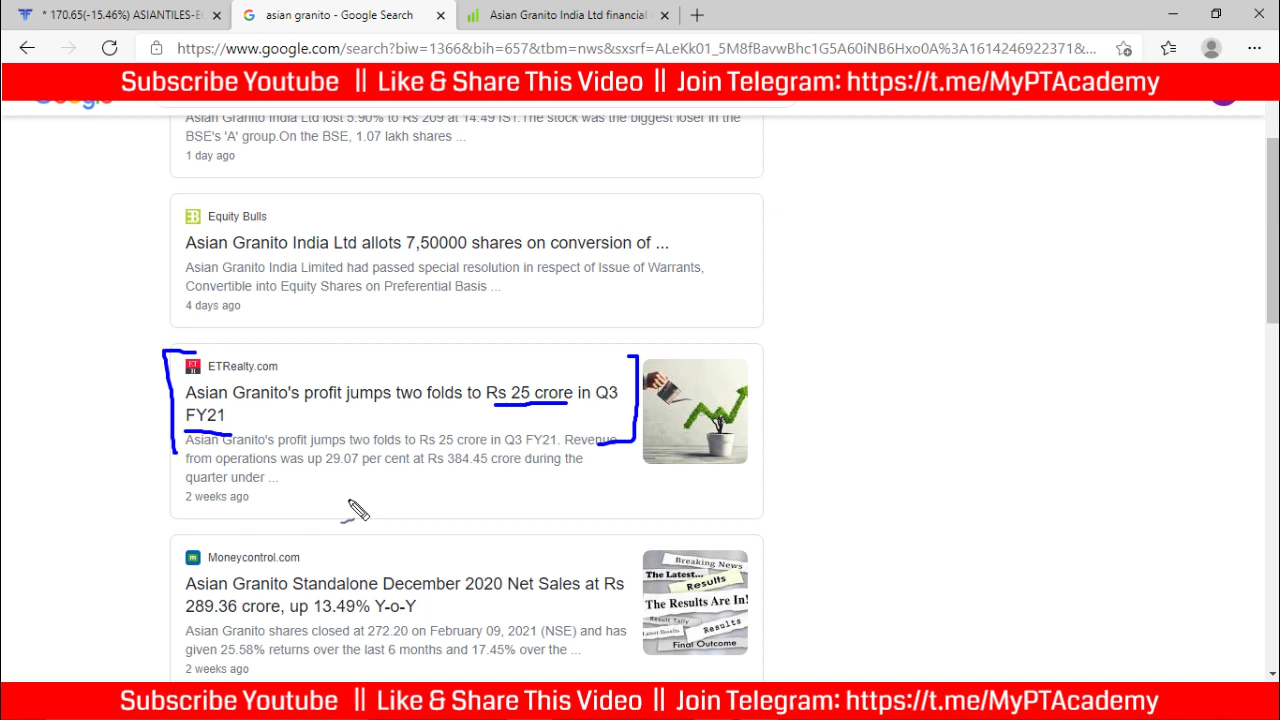 * 170.65(-15.46%) ASIANTILES-EC
asian granito - Google Search
Asian Granito India Ltd financial
https://www.google.com/search?biw=1366&bih=657&tbm=nws&sxsrf=ALeKk01_5M8fBavwBhc1G5A60iNB6Hxo0A%3A1614246922371&...
Subscribe Youtube || Like & Share This Video || Join Telegram: https://t.me/MyPTAcademy
Asian Granito India Ltd lost 5.90% to Rs 209 at 14:49 IST.The stock was the biggest loser in the
BSE's 'A' group.On the BSE, 1.07 lakh shares ...
1 day ago
Equity Bulls
Asian Granito India Ltd allots 7,50000 shares on conversion of ...
Asian Granito India Limited had passed special resolution in respect of Issue of Warrants,
Convertible into Equity Shares on Preferential Basis ...
4 days ago
ETRealty.com
Asian Granito's profit jumps two folds to Rs 25 crore in Q3
FY21
Asian Granito's profit jumps two folds to Rs 25 crore in Q3 FY21. Revenue
from operations was up 29.07 per cent at Rs 384.45 crore during the
quarter under ...
2 weeks ago
Moneycontrol.com
Asian Granito Standalone December 2020 Net Sales at Rs
289.36 crore, up 13.49% Y-o-Y
Asian Granito shares closed at 272.20 on February 09, 2021 (NSE) and has
given 25.58% returns over the last 6 months and 17.45% over the ...
2 weeks ago
Breaking News
The Latest...
Results
The Results Are In!
Result Tally
Latest Results
Results
Final Outcome
Subscribe Youtube || Like & Share This Video || Join Telegram: https://t.me/MyPTAcademy